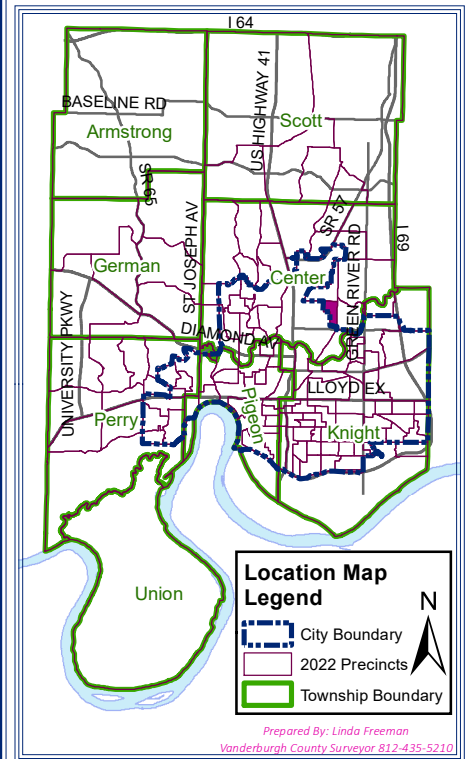 I 64
US HIGHWAY 41
BASELINE RD
Armstrong
Scott
SR 65
SR 57
I 69
ST JOSEPH AV
GREEN RIVER RD
German
Center
UNIVERSITY PKWY
DIAMOND AV
LLOYD EX
Perry
Pigeon
Knight
Union
Location Map
Legend
N
City Boundary
2022 Precincts
Township Boundary
Prepared By: Linda Freeman
Vanderburgh County Surveyor 812-435-5210